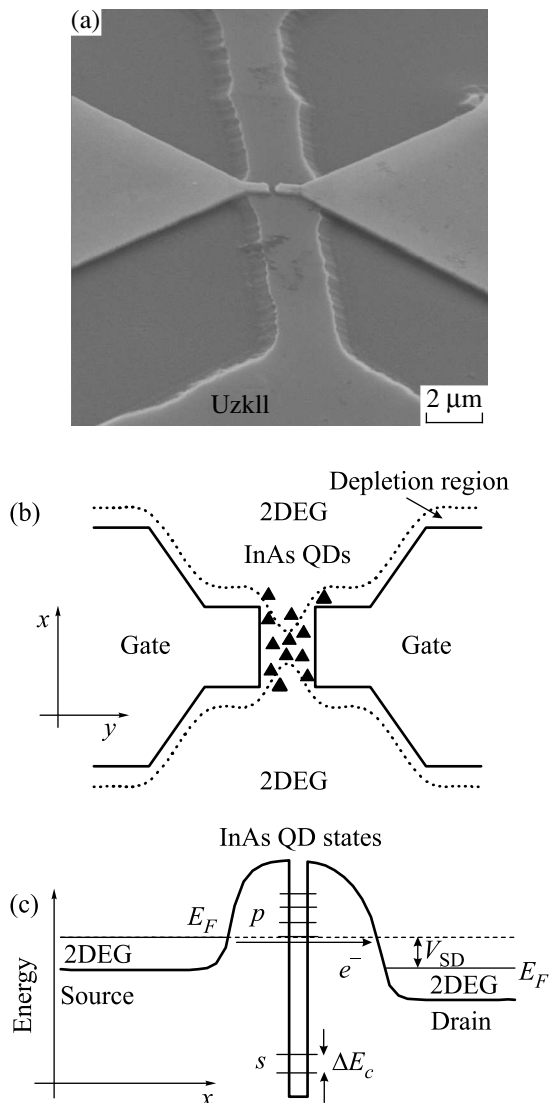 (a)
Uzkll
2 μm
(b)
Depletion region
2DEG
InAs QDs
x
Gate
Gate
y
2DEG
InAs QD states
(c)
Energy
E_F
p
2DEG
e⁻
V_SD
E_F
Source
2DEG
Drain
s
ΔE_c
x